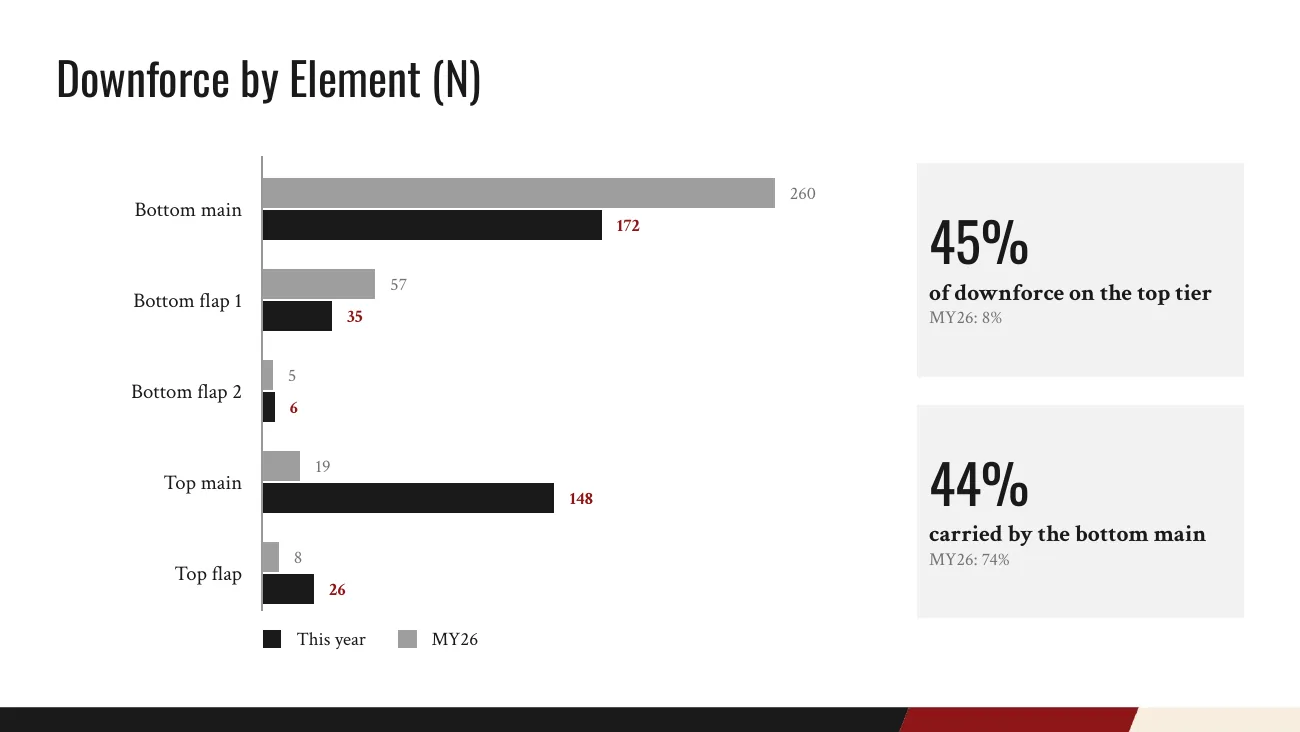 Downforce by Element (N)
Bottom main
260
172
Bottom flap 1
57
35
Bottom flap 2
5
6
Top main
19
148
Top flap
8
26
This year
MY26
45%
of downforce on the top tier
MY26: 8%
44%
carried by the bottom main
MY26: 74%